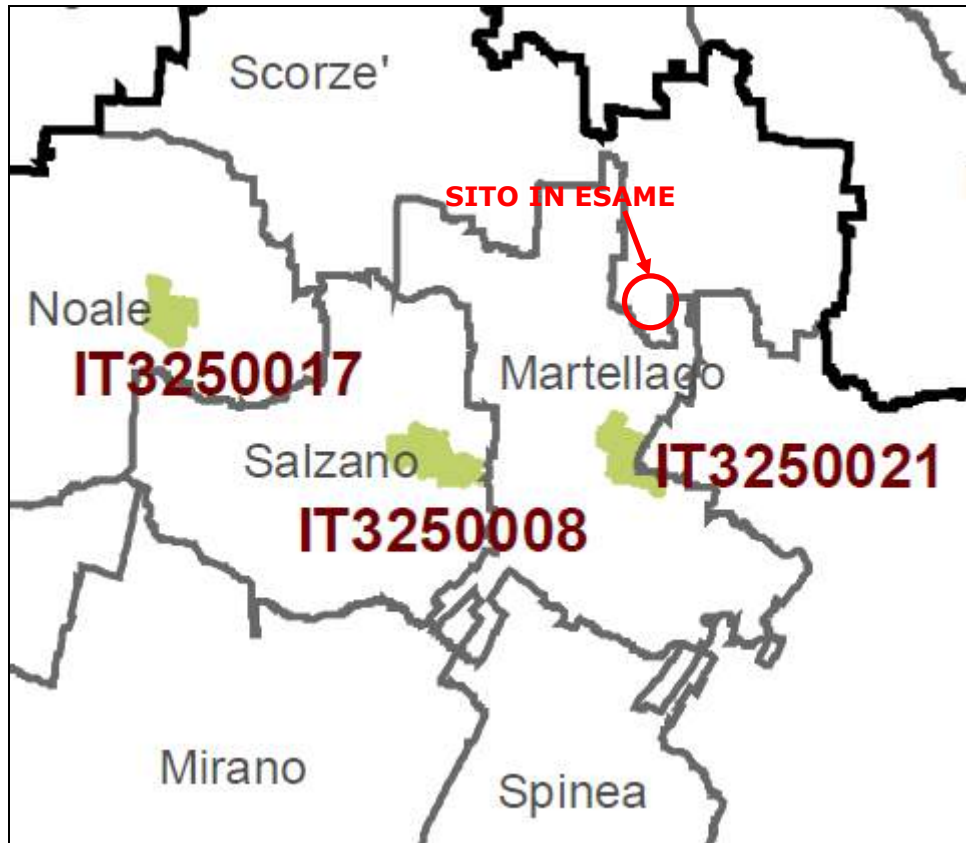 Scorze'
SITO IN ESAME
Noale
IT3250017
Martellago
Salzano
IT3250021
IT3250008
Mirano
Spinea